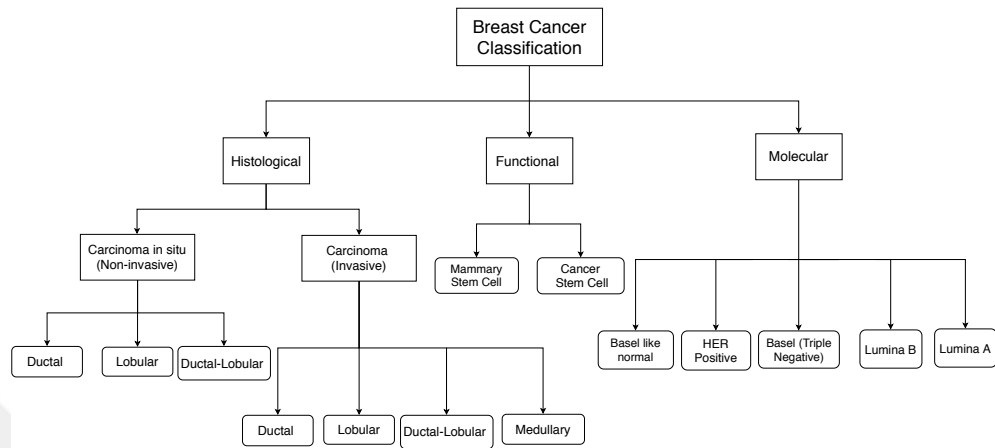 Breast Cancer
Classification
Histological
Functional
Molecular
Carcinoma in situ
(Non-invasive)
Carcinoma
(Invasive)
Mammary
Stem Cell
Cancer
Stem Cell
Basel like
normal
HER
Positive
Basel (Triple
Negative)
Lumina B
Lumina A
Ductal
Lobular
Ductal-Lobular
Ductal
Lobular
Ductal-Lobular
Medullary